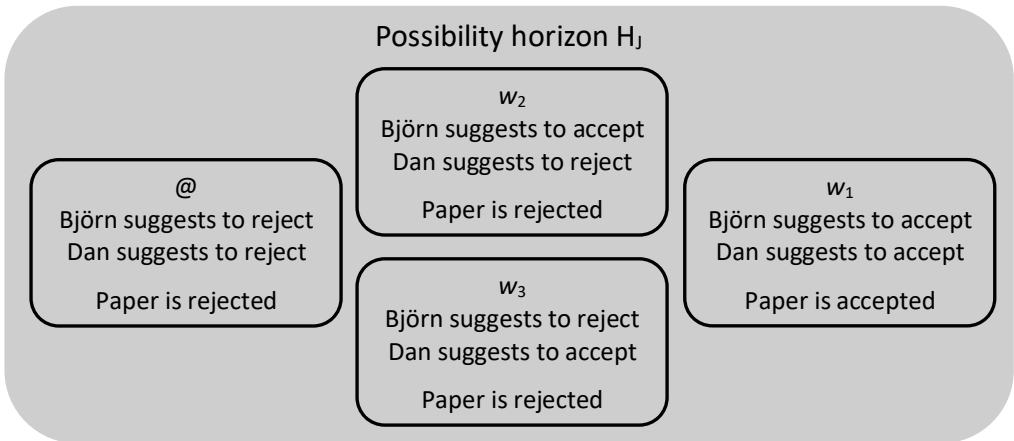 Possibility horizon HJ
w2
Björn suggests to accept
Dan suggests to reject
Paper is rejected
@
Björn suggests to reject
Dan suggests to reject
Paper is rejected
w1
Björn suggests to accept
Dan suggests to accept
Paper is accepted
w3
Björn suggests to reject
Dan suggests to accept
Paper is rejected